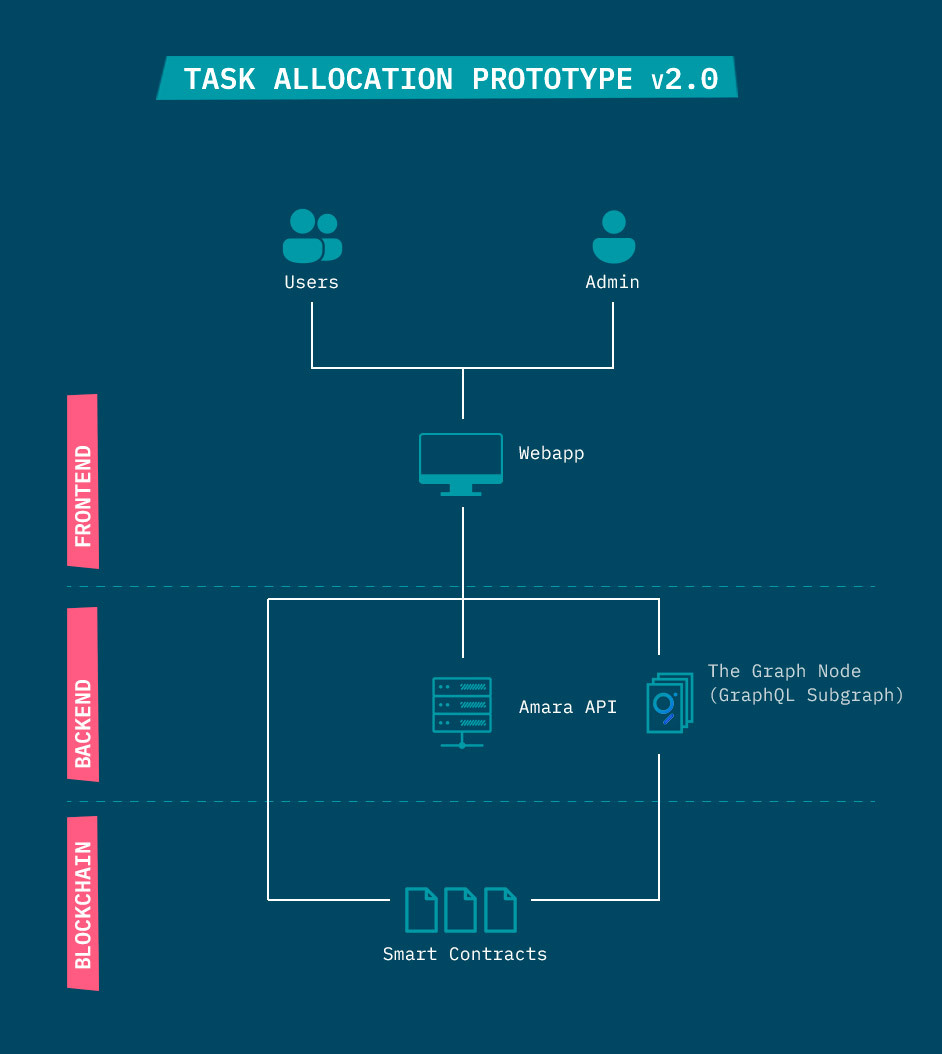 TASK ALLOCATION PROTOTYPE v2.0
Users
Admin
Webapp
FRONTEND
The Graph Node
(GraphQL Subgraph)
Amara API
BACKEND
BLOCKCHAIN
Smart Contracts